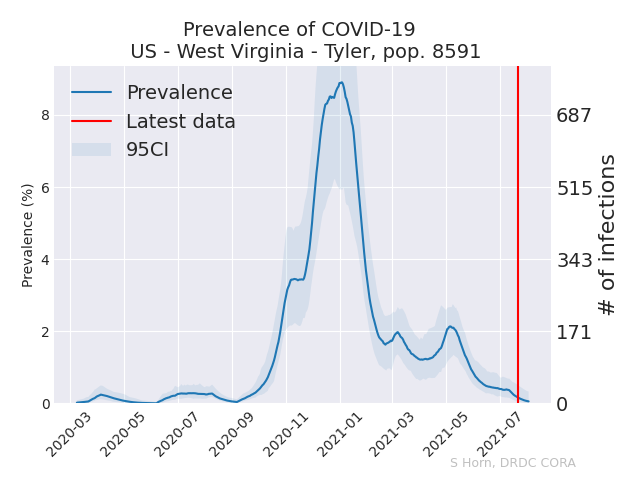 Prevalence of COVID-19
US - West Virginia - Tyler, pop. 8591
Prevalence
Latest data
95CI
Prevalence (%)
8
6
4
2
0
687
515
343
171
0
# of infections
2020-03
2020-05
2020-07
2020-09
2020-11
2021-01
2021-03
2021-05
2021-07
S Horn, DRDC CORA